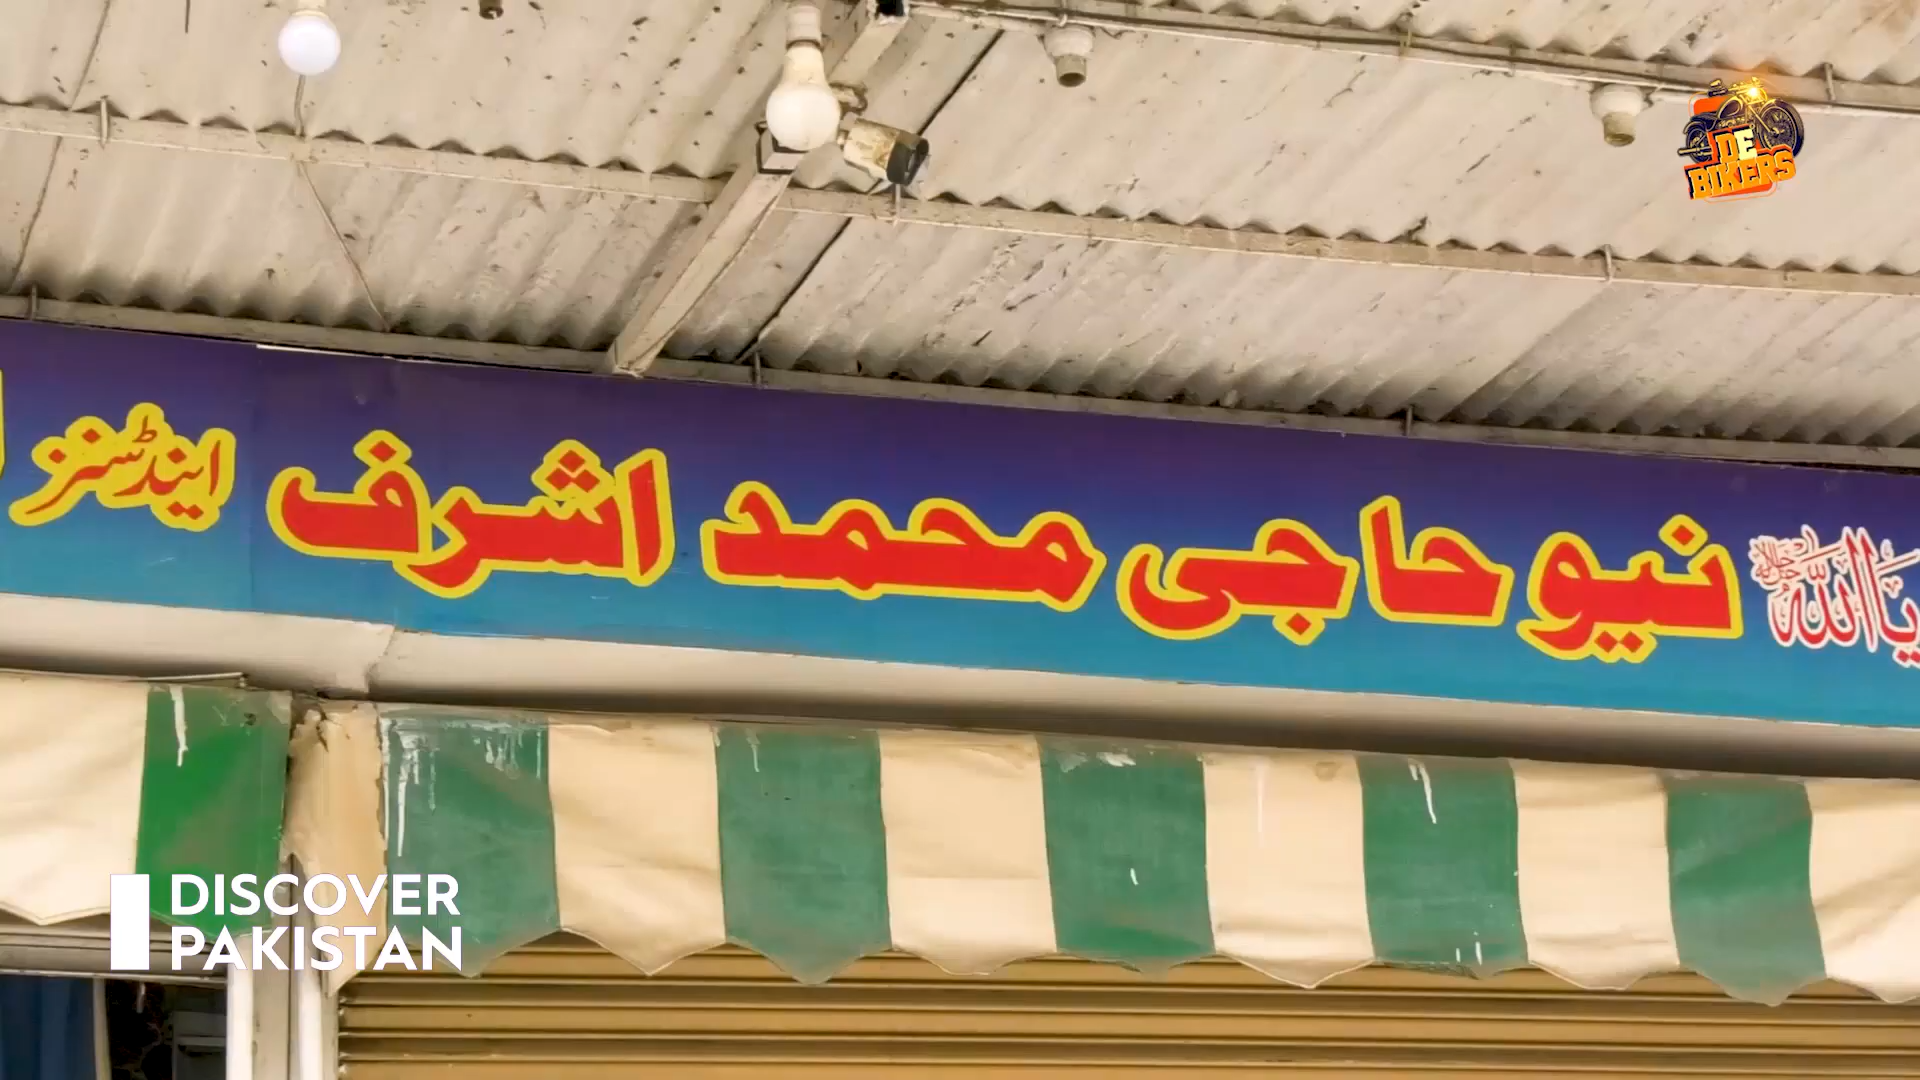 DE
BIKERS
یا اللہ جل جلالہ نیو حاجی محمد اشرف اینڈ سنز
DISCOVER
PAKISTAN